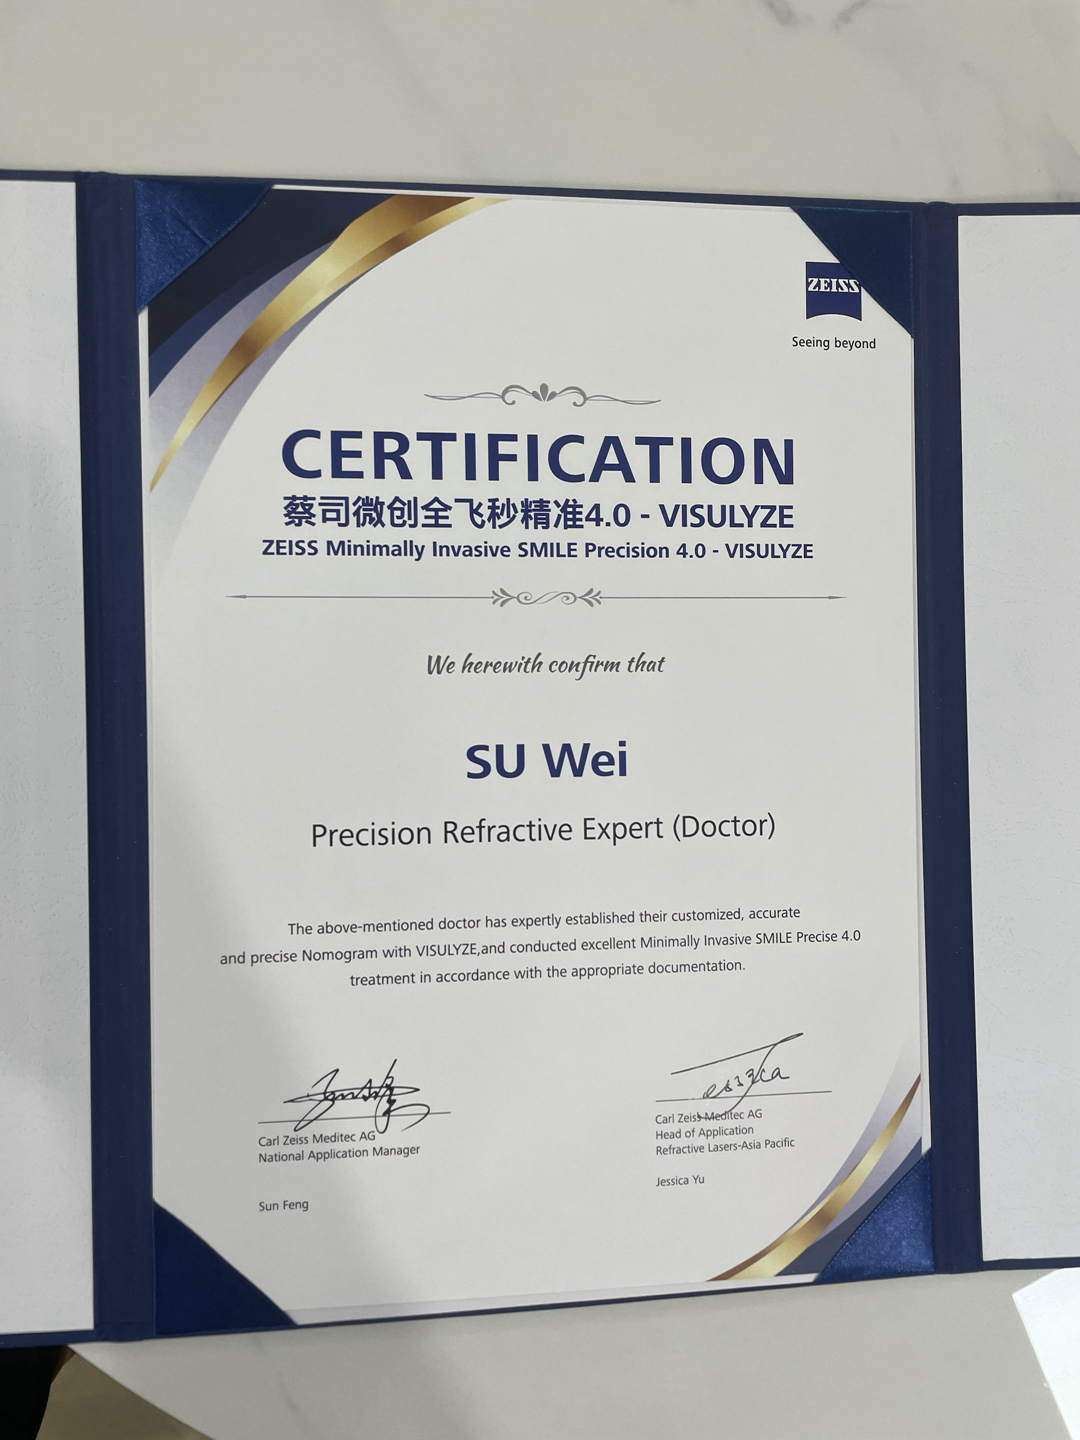 ZEISS
Seeing beyond
CERTIFICATION
蔡司微创全飞秒精准4.0 - VISULYZE
ZEISS Minimally Invasive SMILE Precision 4.0 - VISULYZE
We herewith confirm that
SU Wei
Precision Refractive Expert (Doctor)
The above-mentioned doctor has expertly established their customized, accurate
and precise Nomogram with VISULYZE,and conducted excellent Minimally Invasive SMILE Precise 4.0
treatment in accordance with the appropriate documentation.
Carl Zeiss Meditec AG
National Application Manager
Sun Feng
Jessica
Carl Zeiss Meditec AG
Head of Application
Refractive Lasers-Asia Pacific
Jessica Yu